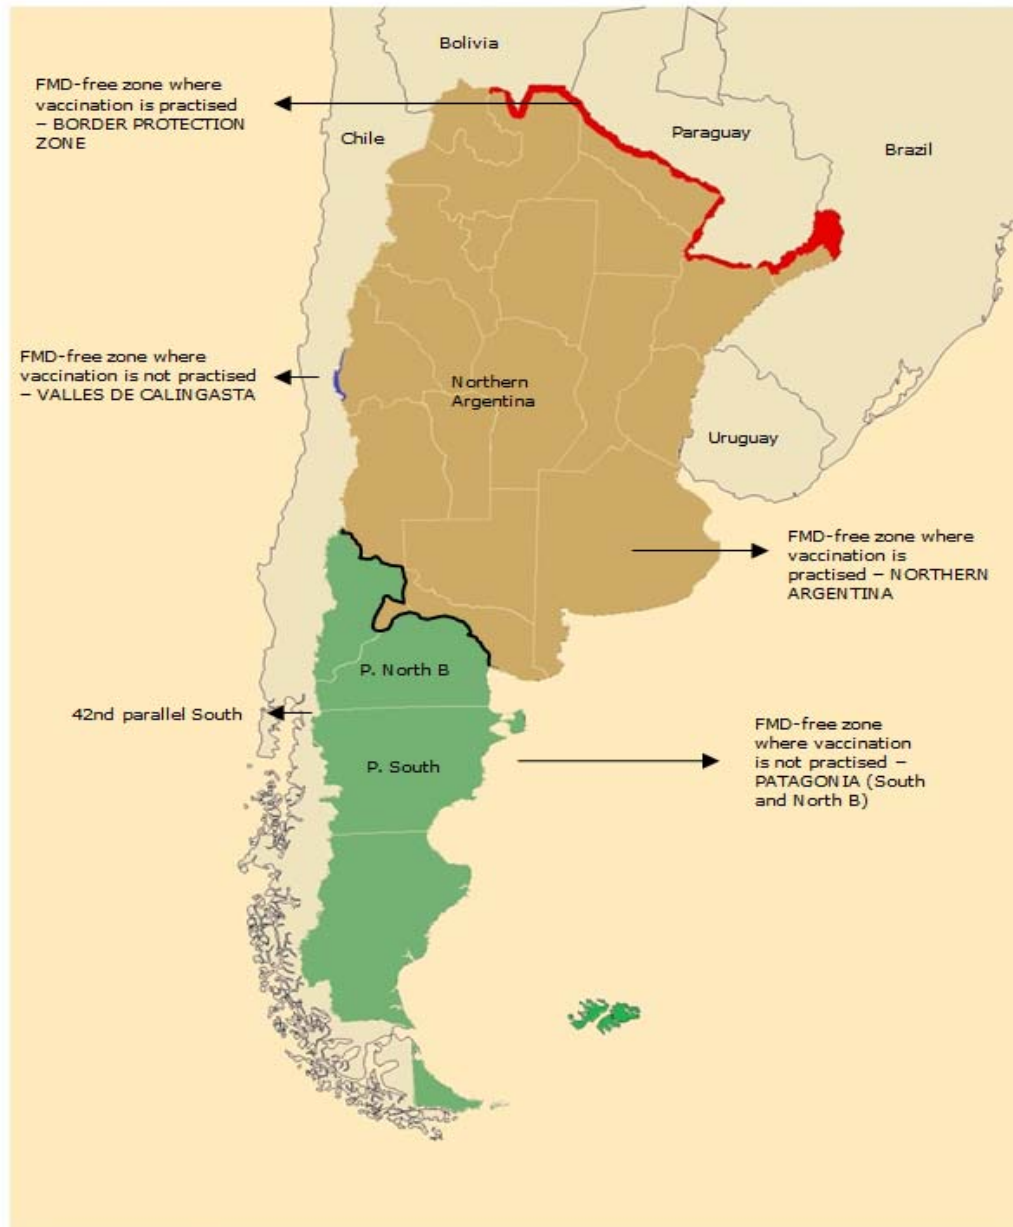 Bolivia
FMD-free zone where
vaccination is practised
– BORDER PROTECTION
ZONE
Chile
Paraguay
Brazil
FMD-free zone where
vaccination is not practised
– VALLES DE CALINGASTA
Northern
Argentina
Uruguay
FMD-free zone where
vaccination is
practised – NORTHERN
ARGENTINA
P. North B
42nd parallel South
P. South
FMD-free zone
where vaccination
is not practised –
PATAGONIA (South
and North B)